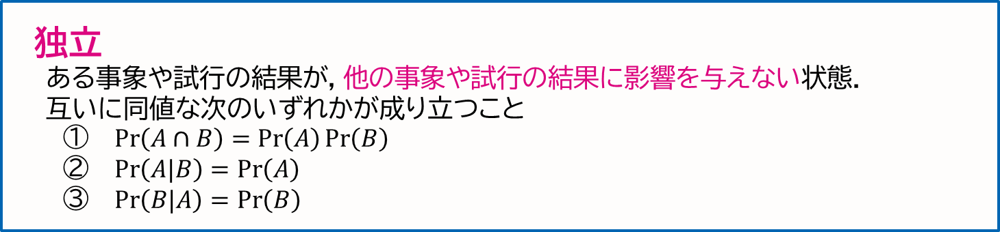 独立
ある事象や試行の結果が, 他の事象や試行の結果に影響を与えない状態.
互いに同値な次のいずれかが成り立つこと
① Pr(A ∩ B) = Pr(A) Pr(B)
② Pr(A|B) = Pr(A)
③ Pr(B|A) = Pr(B)